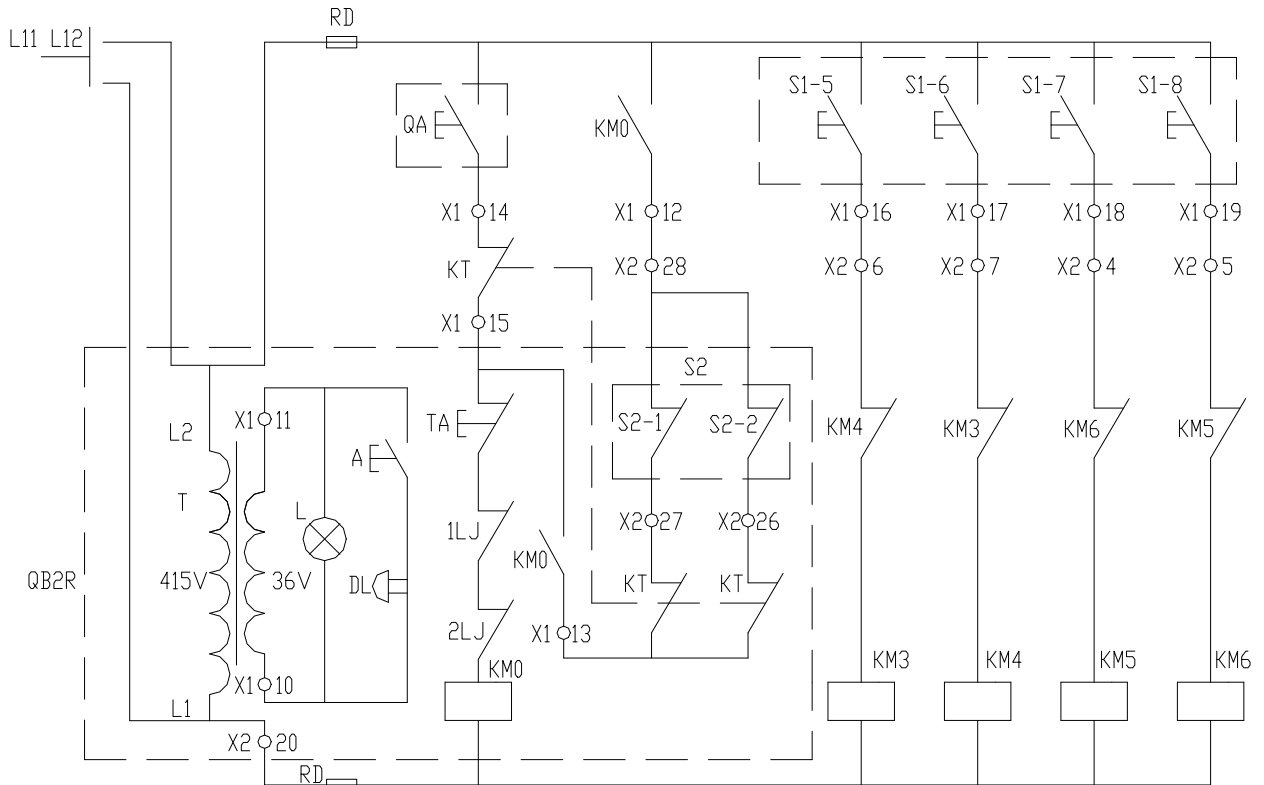 RD
L11 L12
S1-5 S1-6 S1-7 S1-8
QA
KM0
X1 14
X1 12
X1 16
X1 17
X1 18
X1 19
KT
X2 28
X2 6
X2 7
X2 4
X2 5
X1 15
S2
X1 11
TA
S2-1 S2-2
KM4 KM3 KM6 KM5
L2
A
T
L
X2 27
X2 26
1LJ
KM0
QB2R
415V
36V
DL
KT
KT
2LJ
X1 13
KM0
KM3 KM4 KM5 KM6
X1 10
L1
X2 20
RD